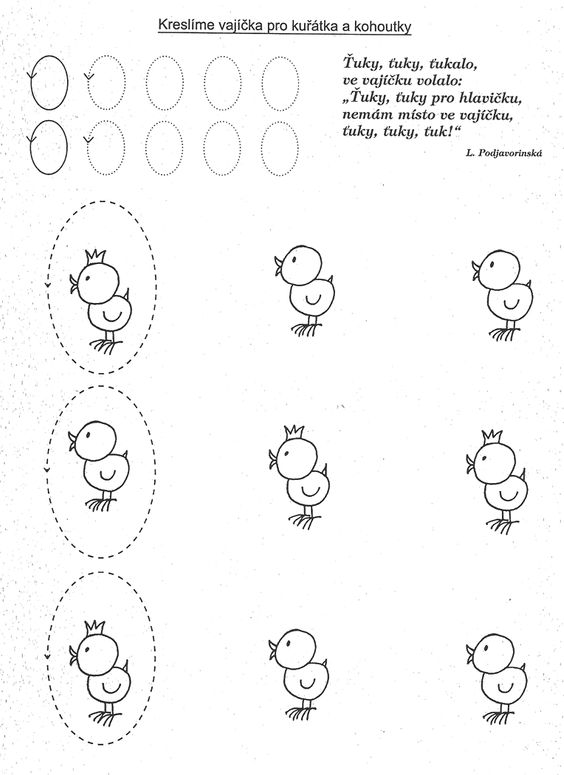 Kreslíme vajíčka pro kuřátka a kohoutky
Ťuky, ťuky, ťukalo,
ve vajíčku volalo:
„Ťuky, ťuky pro hlavičku,
nemám místo ve vajíčku,
ťuky, ťuky, ťuk!“
L. Podjavorinská